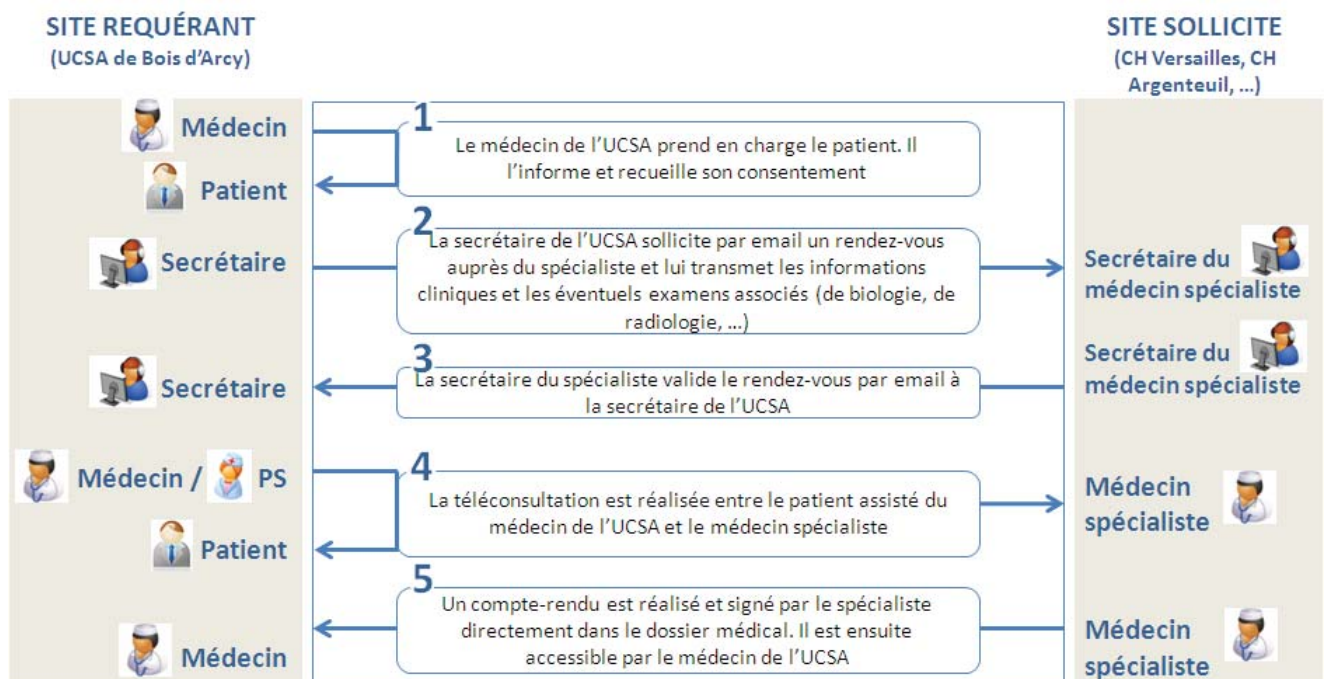 SITE REQUÉRANT
(UCSA de Bois d'Arcy)
SITE SOLLICITE
(CH Versailles, CH
Argenteuil, ...)
Médecin
Patient
1
Le médecin de l'UCSA prend en charge le patient. Il
l'informe et recueille son consentement
Secrétaire
2
La secrétaire de l'UCSA sollicite par email un rendez-vous
auprès du spécialiste et lui transmet les informations
cliniques et les éventuels examens associés (de biologie, de
radiologie, ...)
Secrétaire du
médecin spécialiste
Secrétaire
3
La secrétaire du spécialiste valide le rendez-vous par email à
la secrétaire de l'UCSA
Secrétaire du
médecin spécialiste
Médecin / PS
Patient
4
La téléconsultation est réalisée entre le patient assisté du
médecin de l'UCSA et le médecin spécialiste
Médecin
spécialiste
Médecin
5
Un compte-rendu est réalisé et signé par le spécialiste
directement dans le dossier médical. Il est ensuite
accessible par le médecin de l'UCSA
Médecin
spécialiste